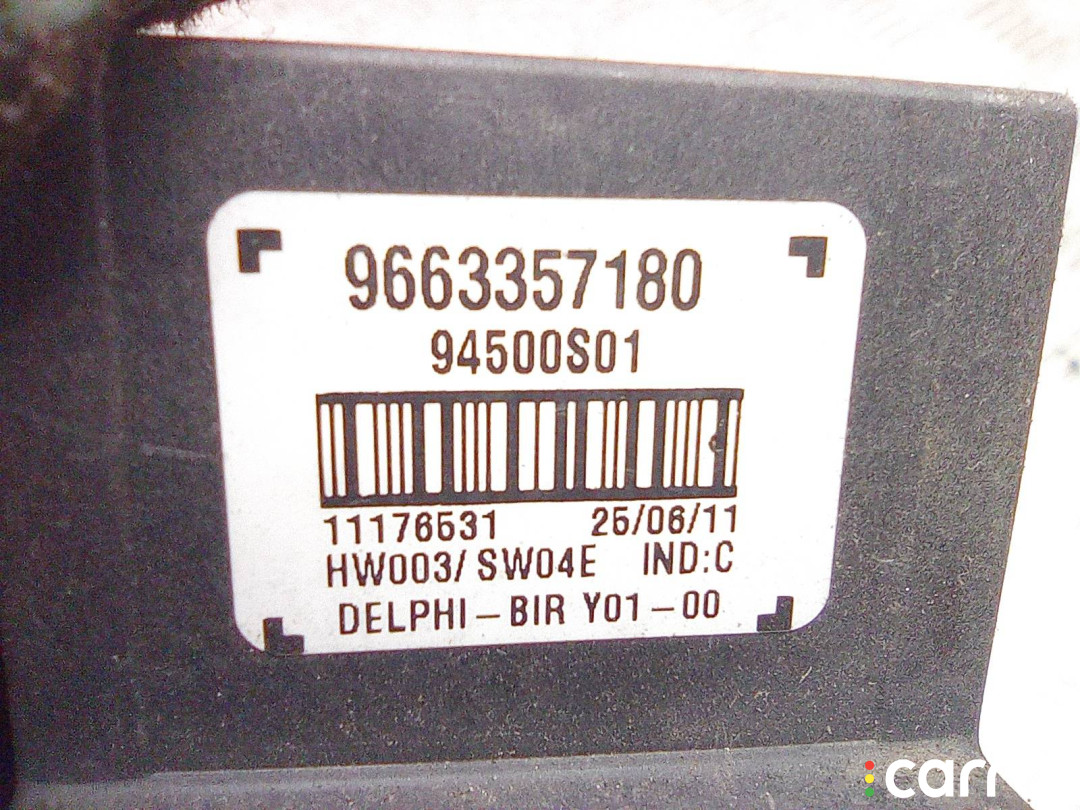 9663357180
94500S01
11176531 25/06/11
HW003/ SW04E IND:C
DELPHI-BIR Y01-00
carr